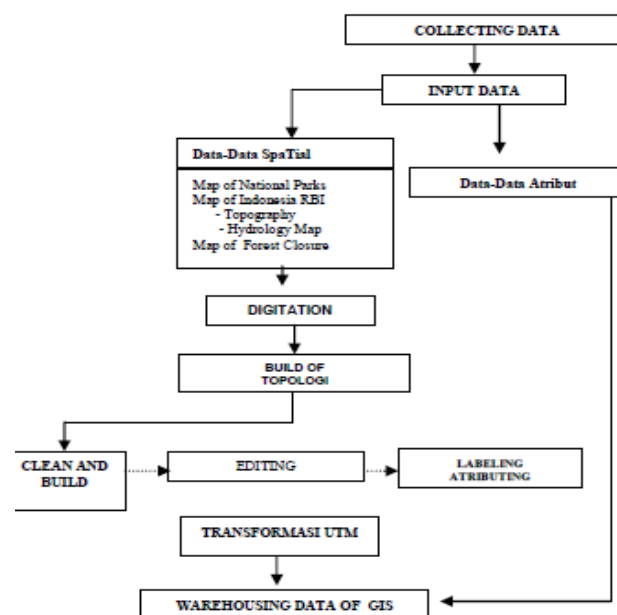 COLLECTING DATA
INPUT DATA
Data-Data SpaTial
Map of National Parks
Map of Indonesia RBI
- Topography
- Hydrology Map
Map of Forest Closure
Data-Data Atribut
DIGITATION
BUILD OF
TOPOLOGI
CLEAN AND
BUILD
EDITING
LABELING
ATRIBUTING
TRANSFORMASI UTM
WAREHOUSING DATA OF GIS